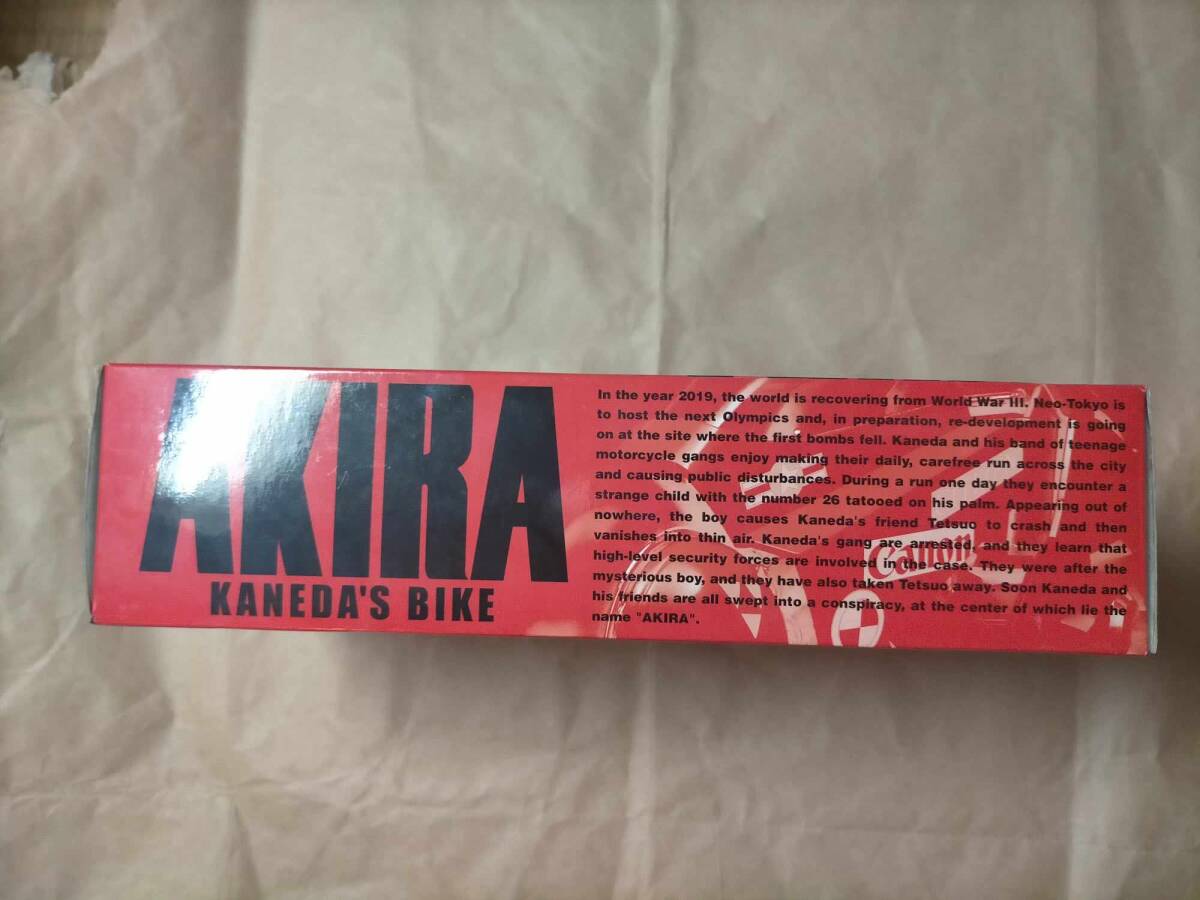 AKIRA
KANEDA'S BIKE
In the year 2019, the world is recovering from World War III. Neo-Tokyo is
to host the next Olympics and, in preparation, re-development is going
on at the site where the first bombs fell. Kaneda and his band of teenage
motorcycle gangs enjoy making their daily, carefree run across the city
and causing public disturbances. During a run one day they encounter a
strange child with the number 26 tatooed on his palm. Appearing out of
nowhere, the boy causes Kaneda's friend Tetsuo to crash and then
vanishes into thin air. Kaneda's gang are arrested, and they learn that
high-level security forces are involved in the case. They were after the
mysterious boy, and they have also taken Tetsuo away. Soon Kaneda and
his friends are all swept into a conspiracy, at the center of which lie the
name "AKIRA".
Canon